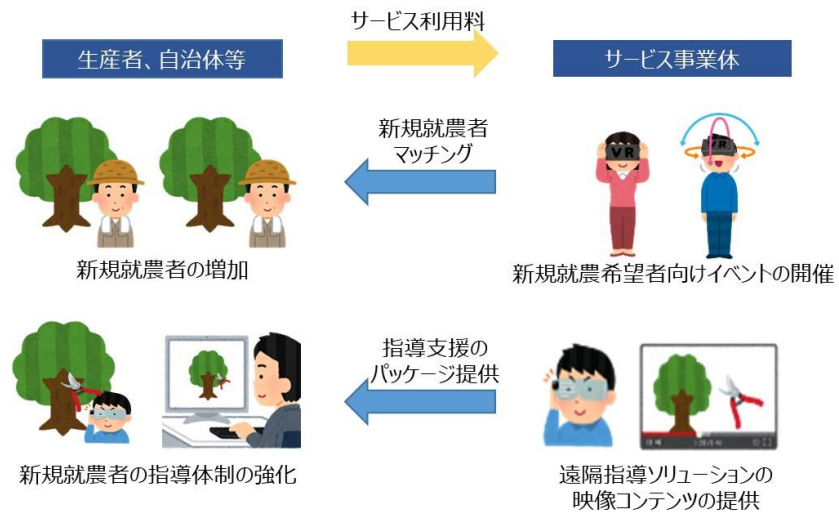 サービス利用料
生産者、自治体等
サービス事業体
新規就農者
マッチング
VR
VR
新規就農者の増加
新規就農希望者向けイベントの開催
指導支援の
パッケージ提供
新規就農者の指導体制の強化
遠隔指導ソリューションの
映像コンテンツの提供